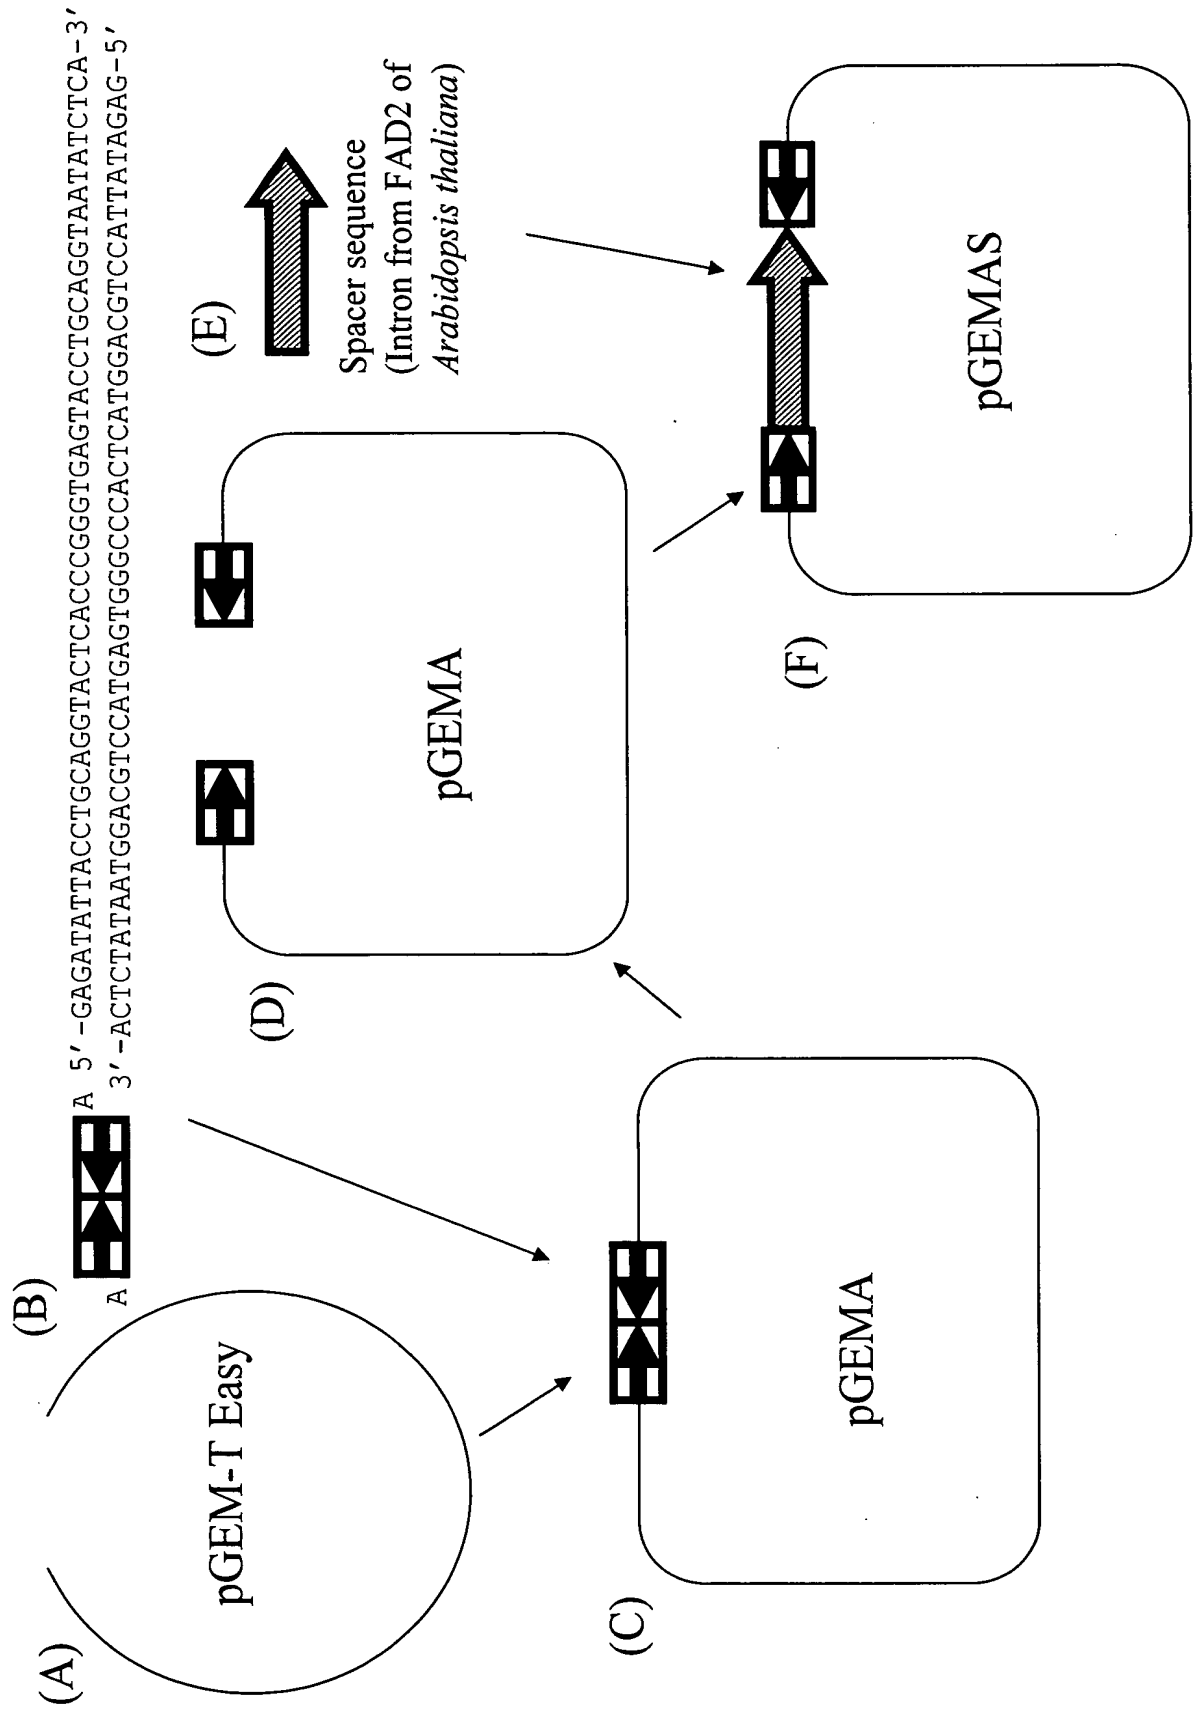 (A)
pGEM-T Easy
(B)
A
A 5'-GAGATATTACCTGCAGGTACTCACCCGGGTGAGTACCTGCAGGTAATATCTCA-3'
3'-ACTCTATAATGGACGTCCATGAGTGGGCCCACTCATGGACGTCCATTATAGAG-5'
(C)
pGEMA
(D)
pGEMA
(E)
Spacer sequence
(Intron from FAD2 of
Arabidopsis thaliana)
(F)
pGEMAS